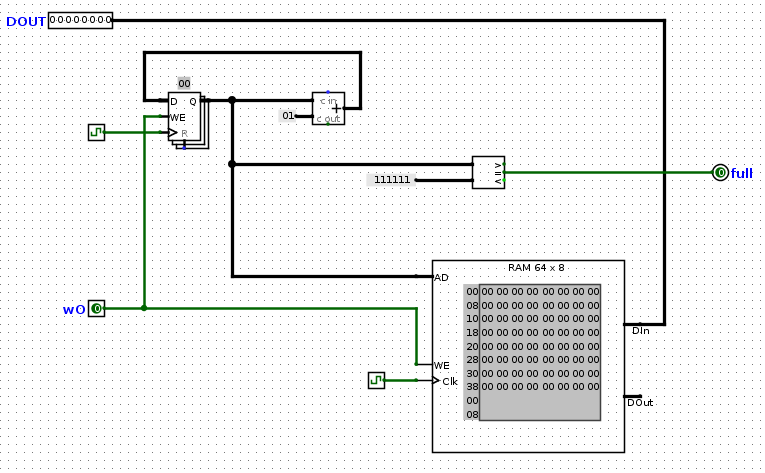 DOUT 00000000
00
D Q
WE
R
c in
+
01 c out
>
=
<
111111
0 full
RAM 64 x 8
AD
00 00 00 00 00 00 00 00 00
08 00 00 00 00 00 00 00 00
10 00 00 00 00 00 00 00 00
18 00 00 00 00 00 00 00 00
20 00 00 00 00 00 00 00 00
28 00 00 00 00 00 00 00 00
30 00 00 00 00 00 00 00 00
38 00 00 00 00 00 00 00 00
00
08
wO 0
DIn
WE
Clk
DOut